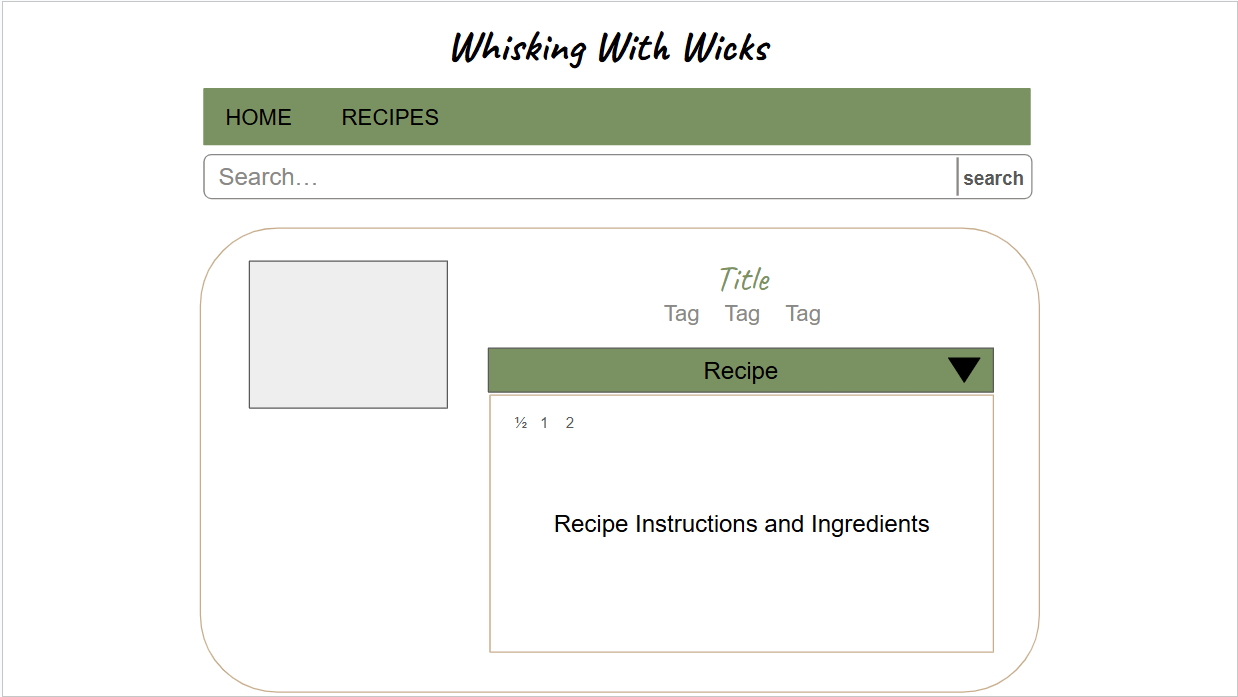 Whisking With Wicks
HOME RECIPES
Search… search
Title
Tag Tag Tag
Recipe
½ 1 2
Recipe Instructions and Ingredients